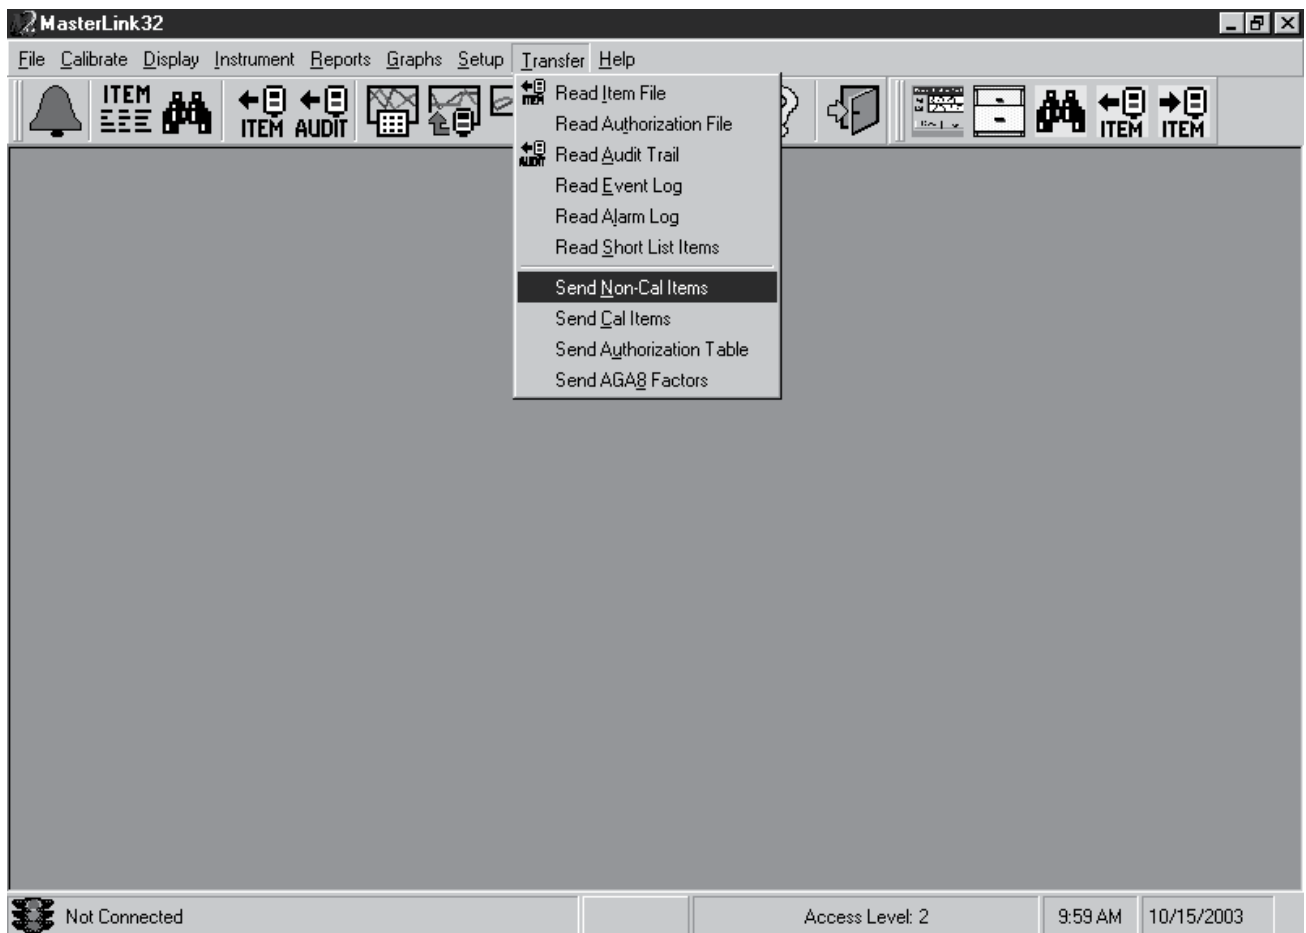 MasterLink32
File Calibrate Display Instrument Reports Graphs Setup Transfer Help
ITEM
ITEM AUDIT
ITEM ITEM
ITEM Read Item File
Read Authorization File
AUDIT Read Audit Trail
Read Event Log
Read Alarm Log
Read Short List Items
Send Non-Cal Items
Send Cal Items
Send Authorization Table
Send AGA8 Factors
Not Connected Access Level: 2 9:59 AM 10/15/2003